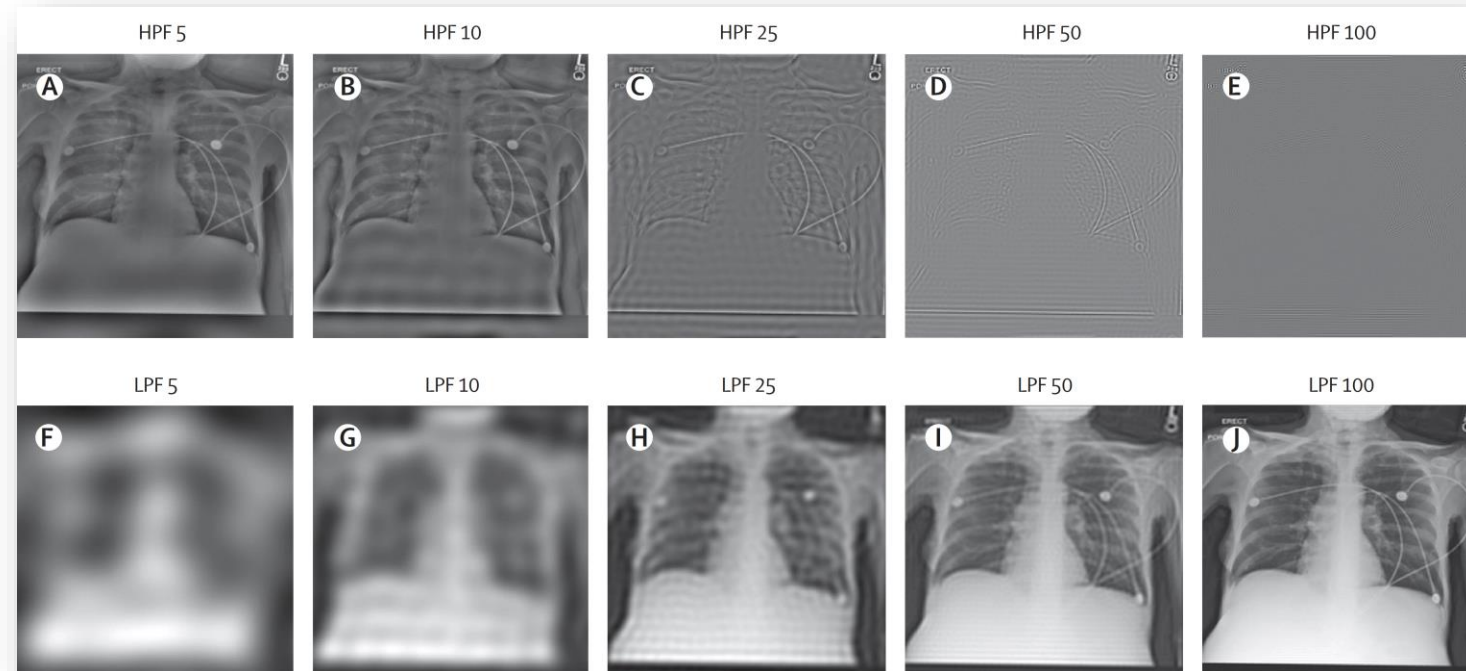 HPF 5 HPF 10 HPF 25 HPF 50 HPF 100
ERECT ERECT ERECT ERECT
A B C D E
LPF 5 LPF 10 LPF 25 LPF 50 LPF 100
ERECT ERECT
F G H I J